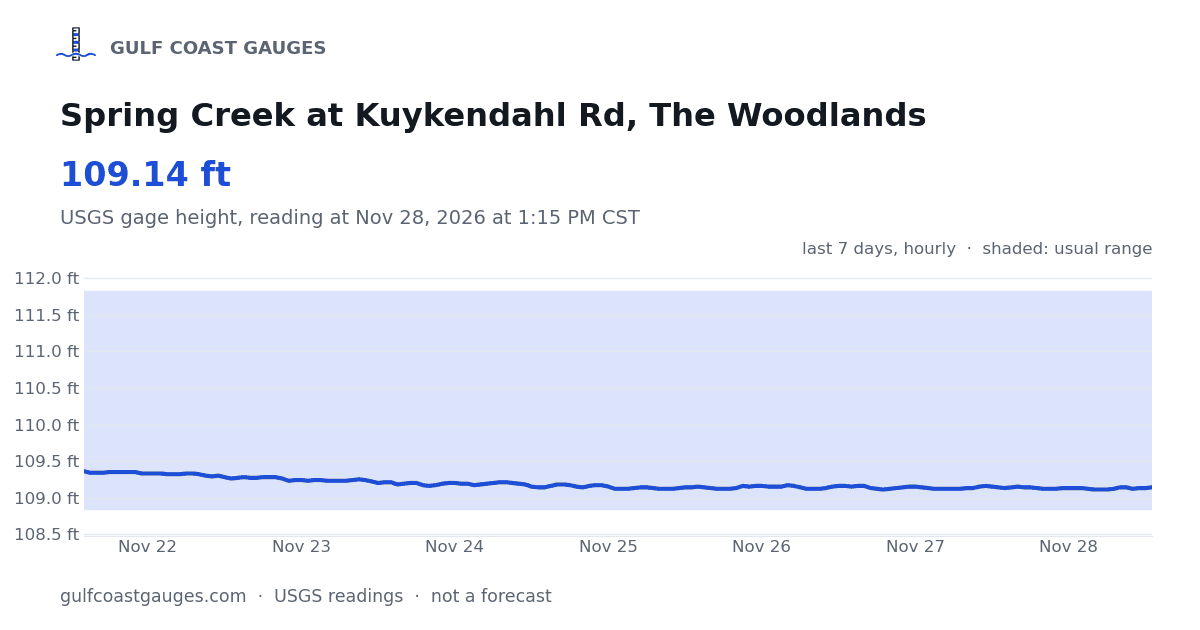 GULF COAST GAUGES
Spring Creek at Kuykendahl Rd, The Woodlands
109.14 ft
USGS gage height, reading at Nov 28, 2026 at 1:15 PM CST
last 7 days, hourly · shaded: usual range
112.0 ft
111.5 ft
111.0 ft
110.5 ft
110.0 ft
109.5 ft
109.0 ft
108.5 ft
Nov 22 Nov 23 Nov 24 Nov 25 Nov 26 Nov 27 Nov 28
gulfcoastgauges.com · USGS readings · not a forecast